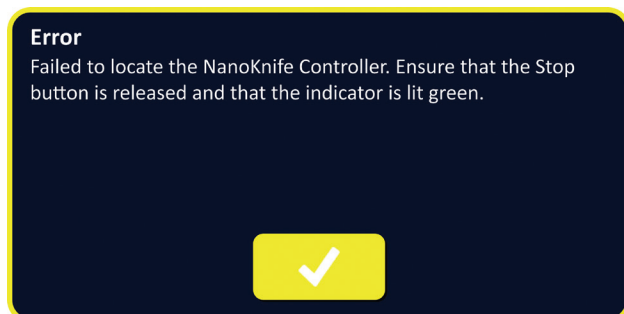 Error
Failed to locate the NanoKnife Controller. Ensure that the Stop
button is released and that the indicator is lit green.